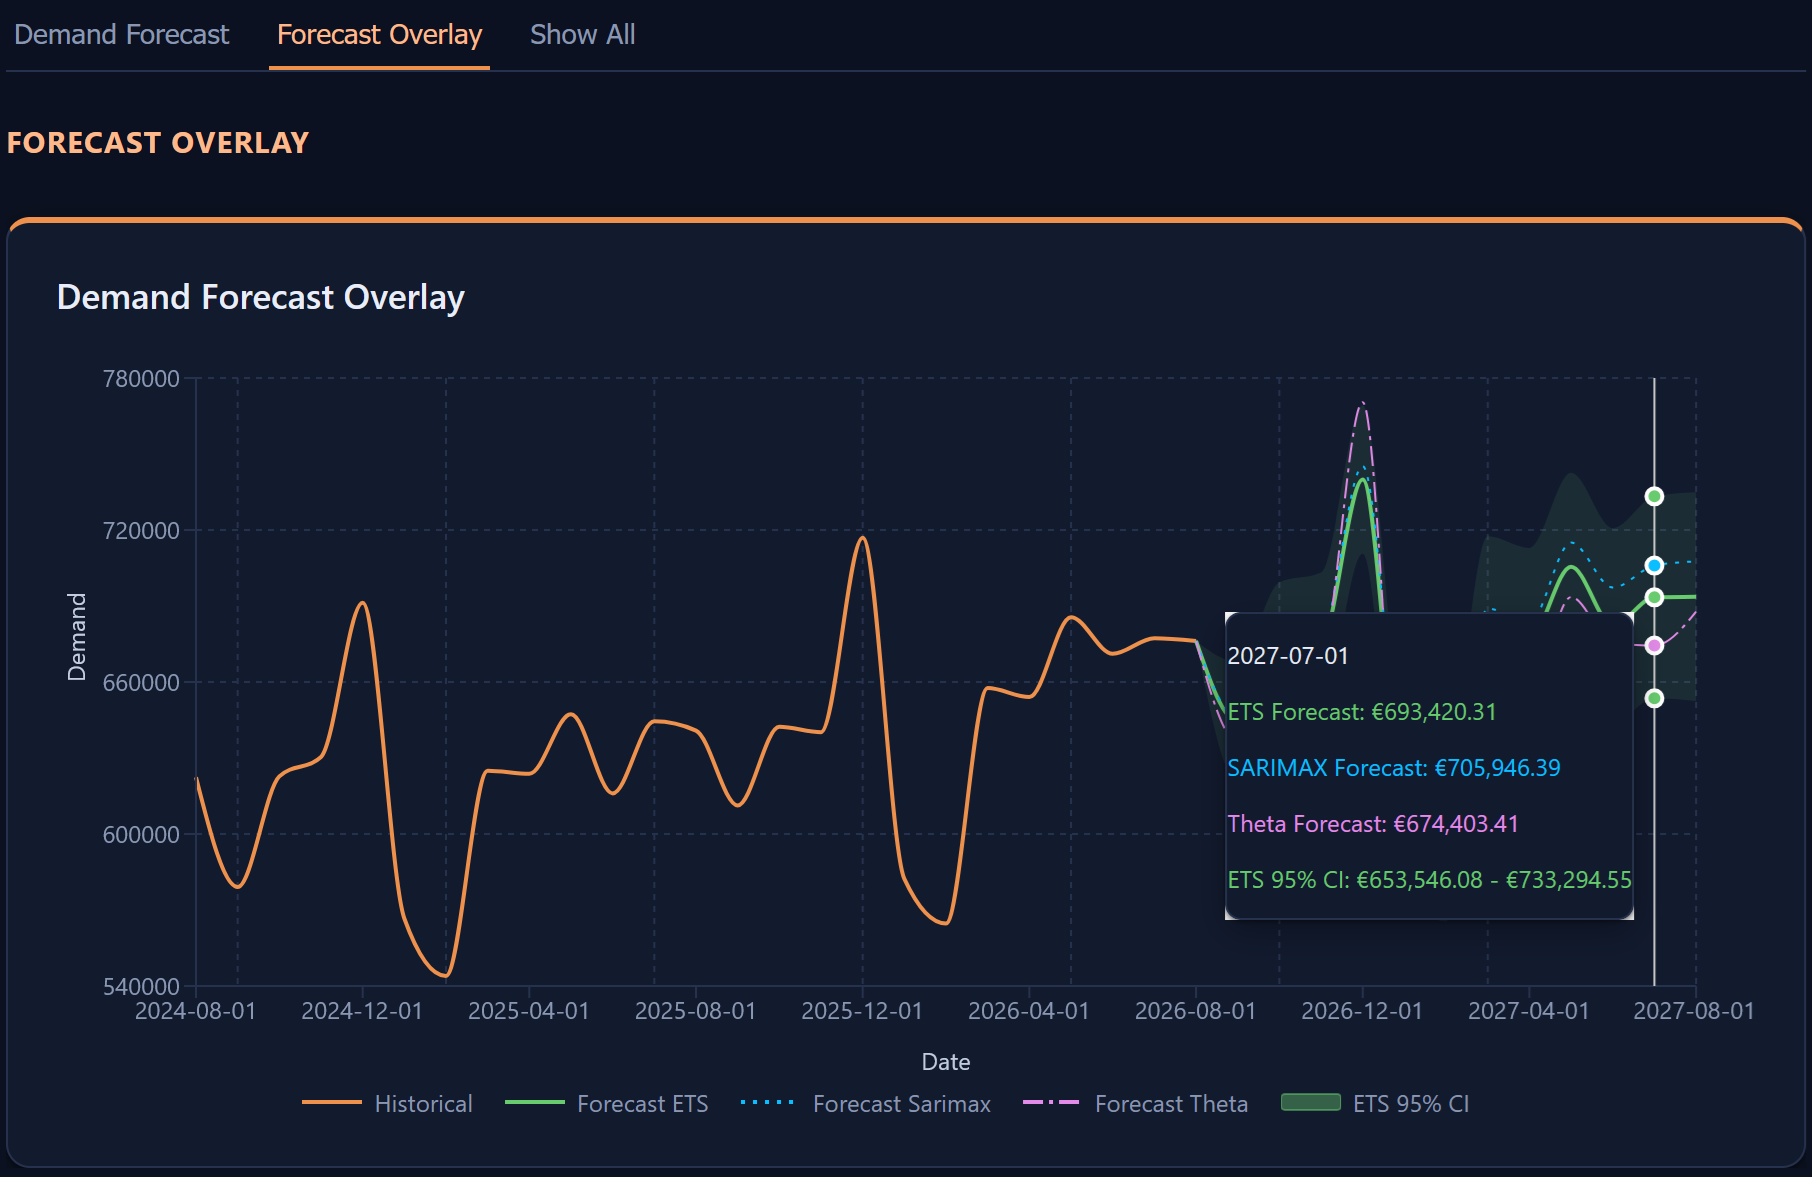 Demand Forecast Forecast Overlay Show All
FORECAST OVERLAY
Demand Forecast Overlay
780000
720000
660000
600000
540000
Demand
2027-07-01
ETS Forecast: €693,420.31
SARIMAX Forecast: €705,946.39
Theta Forecast: €674,403.41
ETS 95% CI: €653,546.08 - €733,294.55
2024-08-01 2024-12-01 2025-04-01 2025-08-01 2025-12-01 2026-04-01 2026-08-01 2026-12-01 2027-04-01 2027-08-01
Date
Historical Forecast ETS Forecast Sarimax Forecast Theta ETS 95% CI